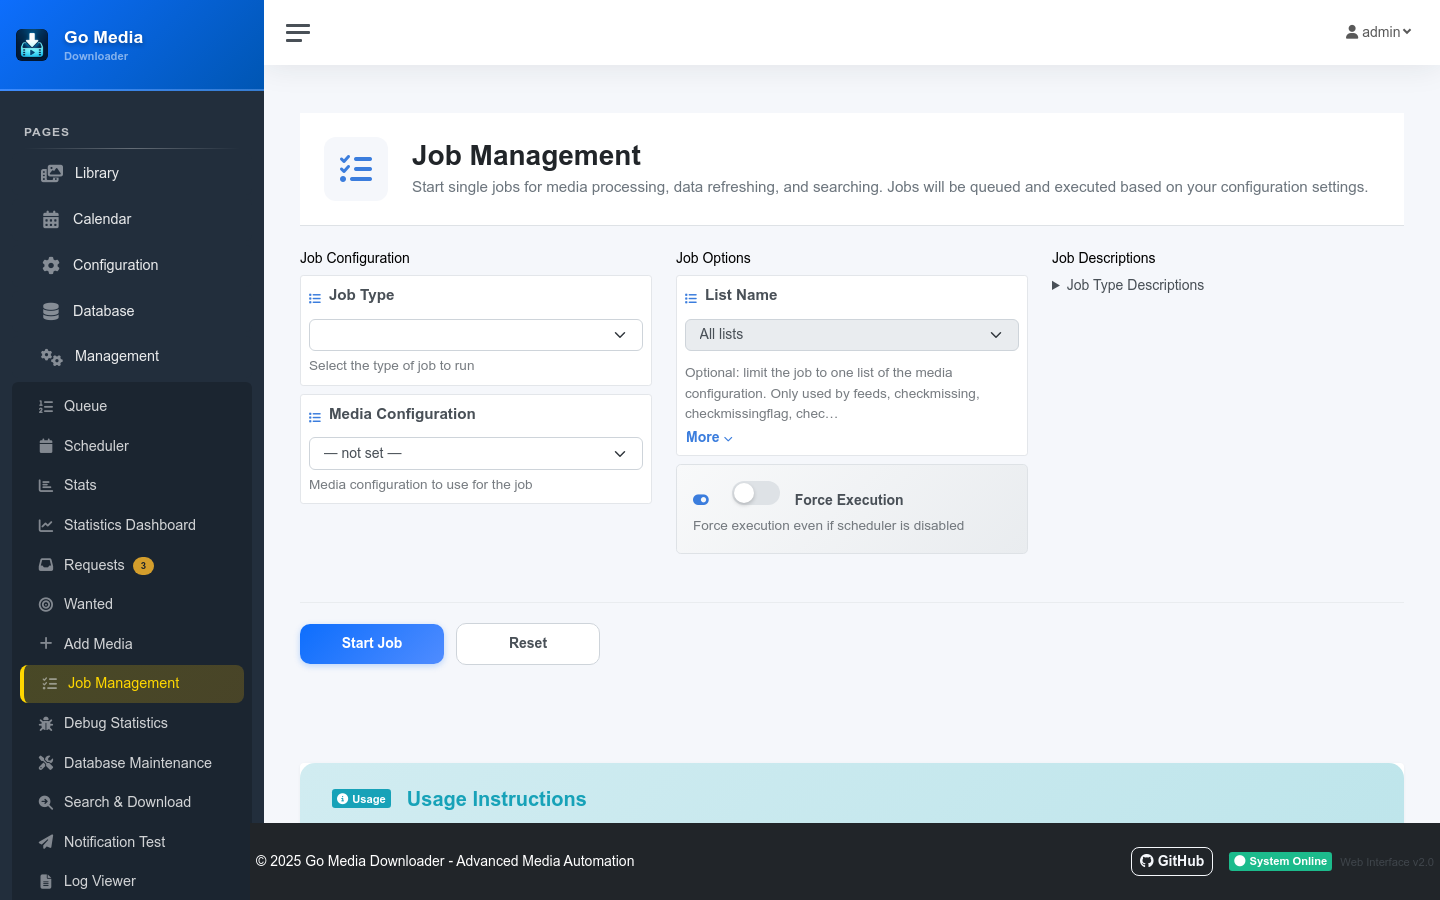 Go Media
Downloader
admin
PAGES
Library
Calendar
Configuration
Database
Management
Queue
Scheduler
Stats
Statistics Dashboard
Requests 3
Wanted
Add Media
Job Management
Debug Statistics
Database Maintenance
Search & Download
Notification Test
Log Viewer
Job Management
Start single jobs for media processing, data refreshing, and searching. Jobs will be queued and executed based on your configuration settings.
Job Configuration
Job Type
Select the type of job to run
Media Configuration
— not set —
Media configuration to use for the job
Job Options
List Name
All lists
Optional: limit the job to one list of the media
configuration. Only used by feeds, checkmissing,
checkmissingflag, chec…
More
Force Execution
Force execution even if scheduler is disabled
Job Descriptions
Job Type Descriptions
Start Job
Reset
Usage
Usage Instructions
© 2025 Go Media Downloader - Advanced Media Automation
GitHub
System Online
Web Interface v2.0